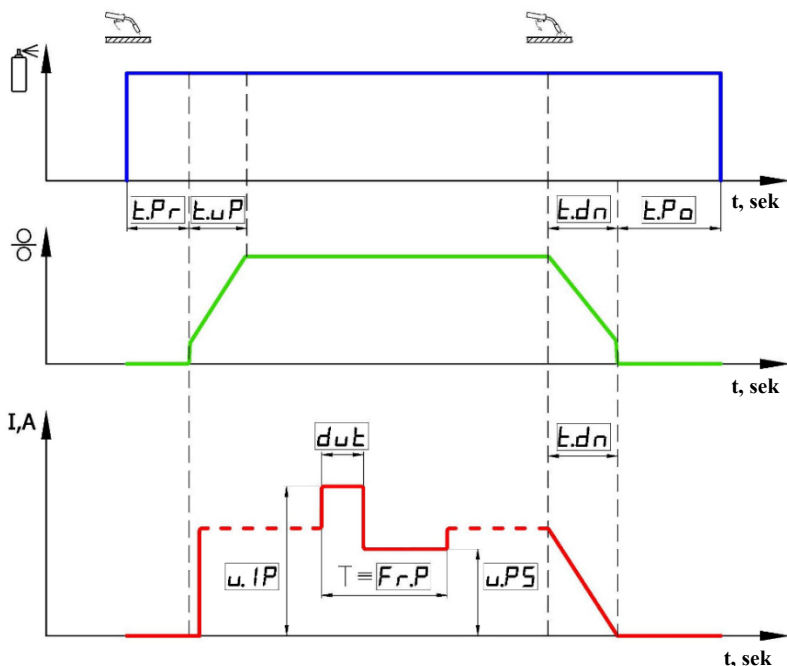 t, sek
t.Pr
t.uP
t.dn
t.Po
t, sek
I,A
dut
t.dn
u.1P
T ≡ Fr.P
u.PS
t, sek